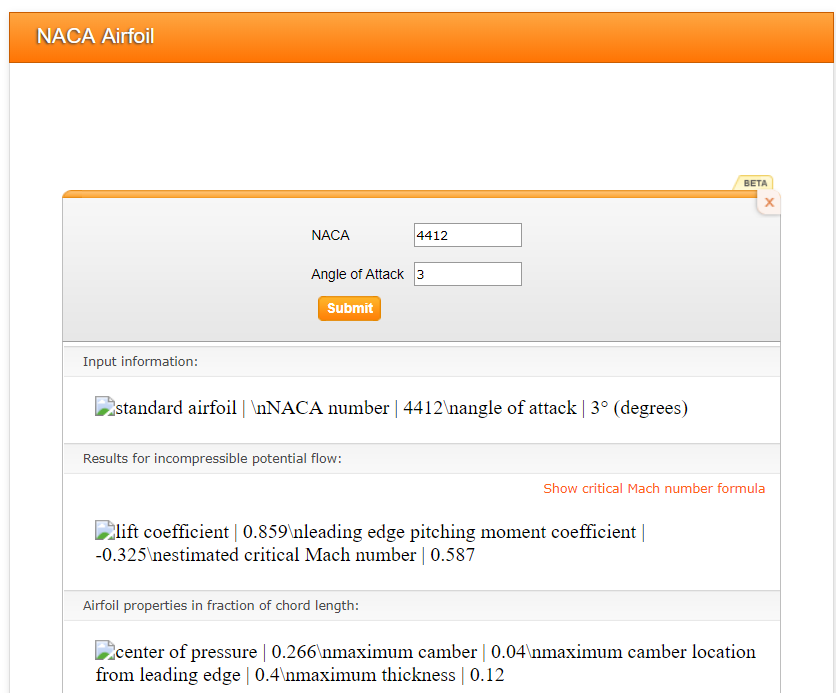 NACA Airfoil
BETA
x
NACA 4412
Angle of Attack 3
Submit
Input information:
standard airfoil | \nNACA number | 4412\nangle of attack | 3° (degrees)
Results for incompressible potential flow:
Show critical Mach number formula
lift coefficient | 0.859\nleading edge pitching moment coefficient |
-0.325\nestimated critical Mach number | 0.587
Airfoil properties in fraction of chord length:
center of pressure | 0.266\nmaximum camber | 0.04\nmaximum camber location
from leading edge | 0.4\nmaximum thickness | 0.12